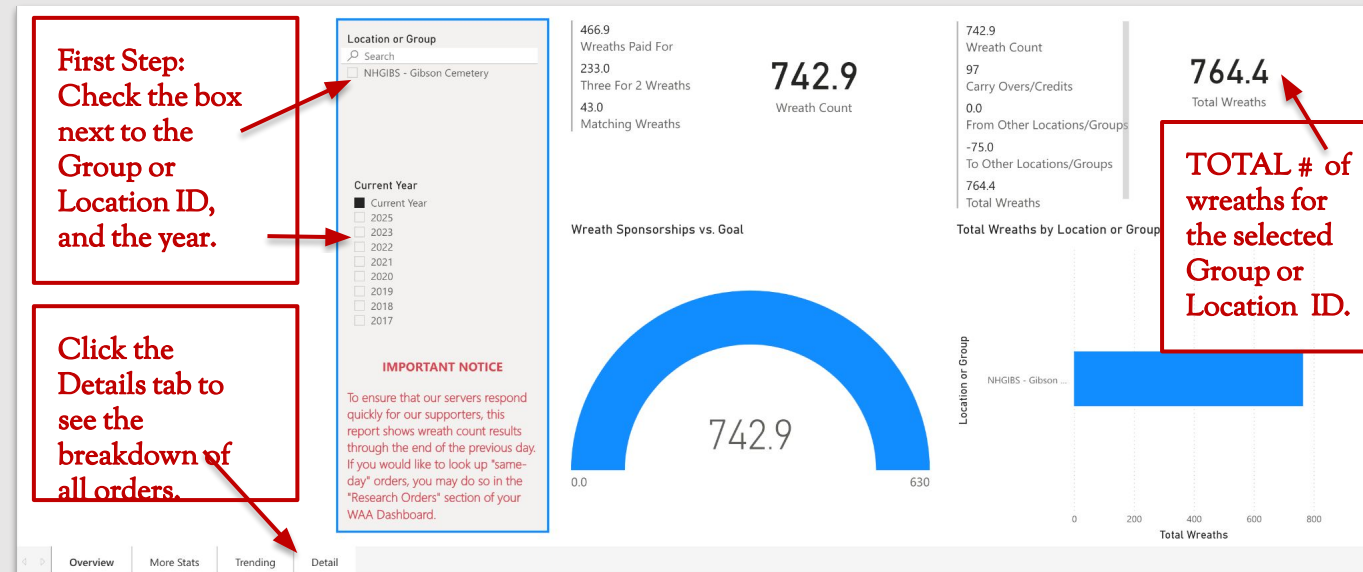 First Step:
Check the box
next to the
Group or
Location ID,
and the year.
Click the
Details tab to
see the
breakdown of
all orders.
Location or Group
Search
NHGIBS - Gibson Cemetery
Current Year
Current Year
2025
2023
2022
2021
2020
2019
2018
2017
IMPORTANT NOTICE
To ensure that our servers respond
quickly for our supporters, this
report shows wreath count results
through the end of the previous day.
If you would like to look up "same-
day" orders, you may do so in the
"Research Orders" section of your
WAA Dashboard.
466.9
Wreaths Paid For
233.0
Three For 2 Wreaths
43.0
Matching Wreaths
742.9
Wreath Count
742.9
Wreath Count
97
Carry Overs/Credits
0.0
From Other Locations/Groups
-75.0
To Other Locations/Groups
764.4
Total Wreaths
764.4
Total Wreaths
TOTAL # of
wreaths for
the selected
Group or
Location ID.
Wreath Sponsorships vs. Goal
742.9
0.0
630
Total Wreaths by Location or Group
Location or Group
NHGIBS - Gibson ...
0 200 400 600 800
Total Wreaths
Overview More Stats Trending Detail